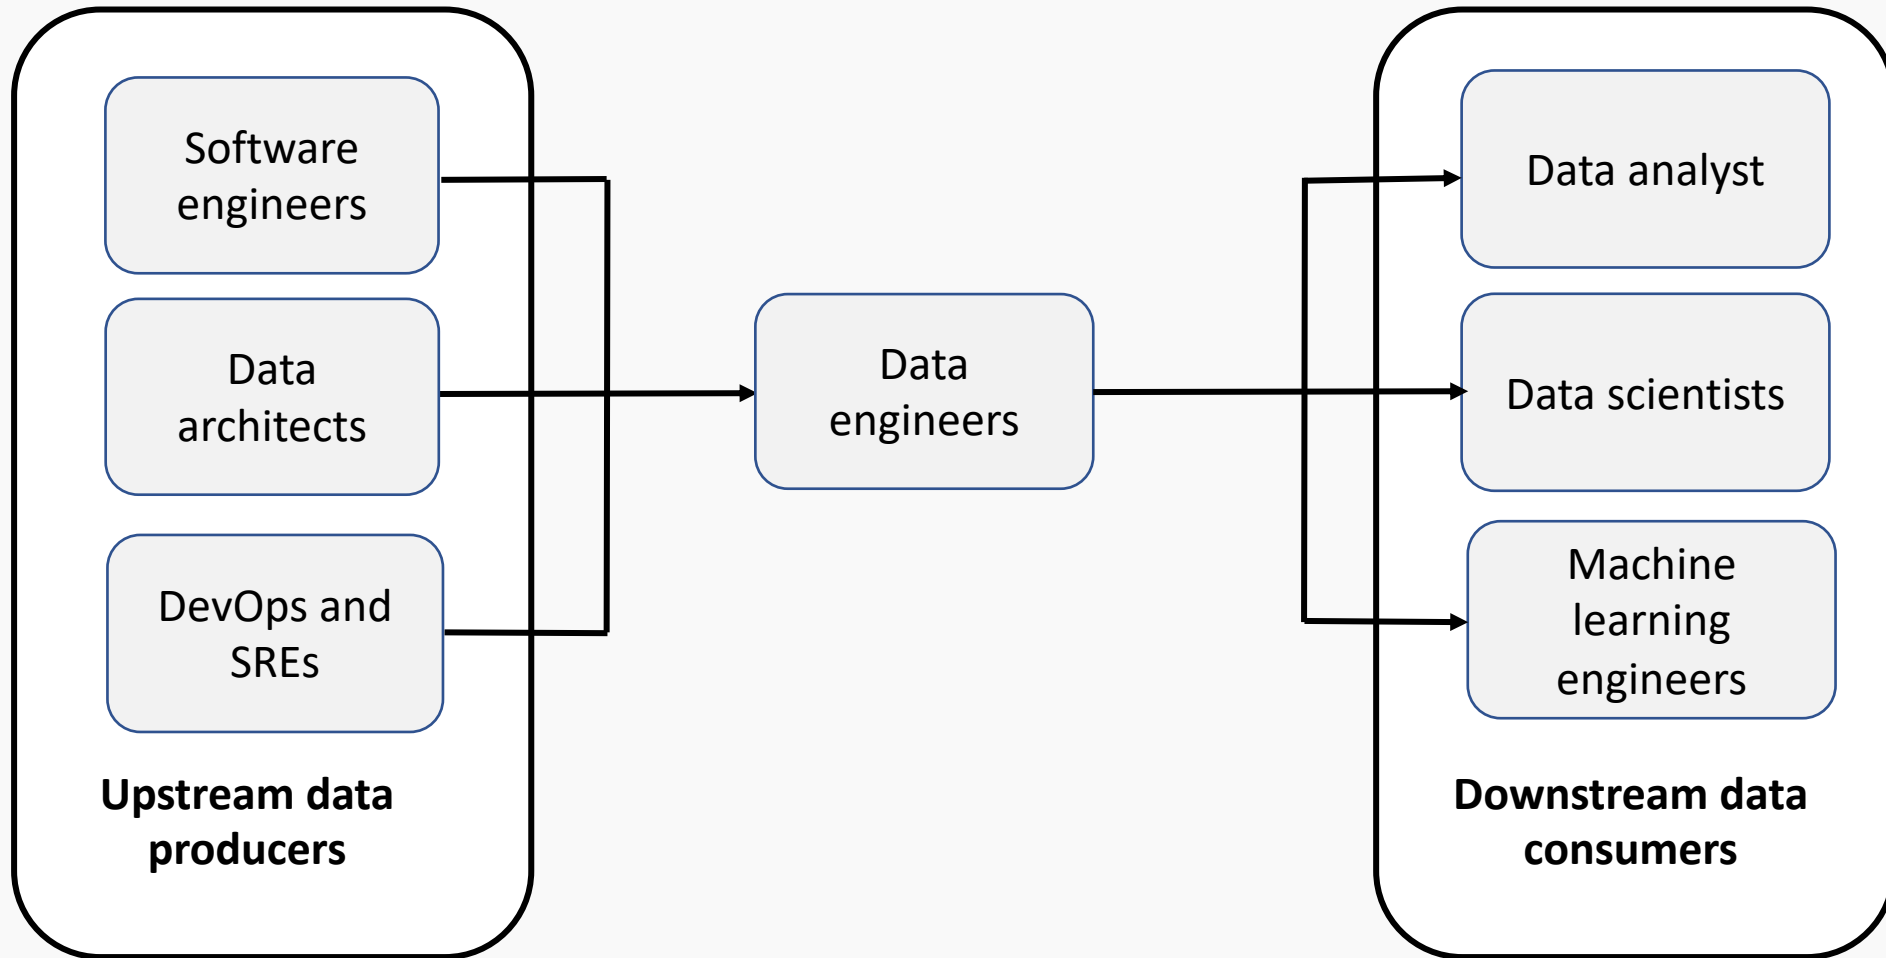 Software
engineers
Data
architects
DevOps and
SREs
Upstream data
producers
Data
engineers
Data analyst
Data scientists
Machine
learning
engineers
Downstream data
consumers